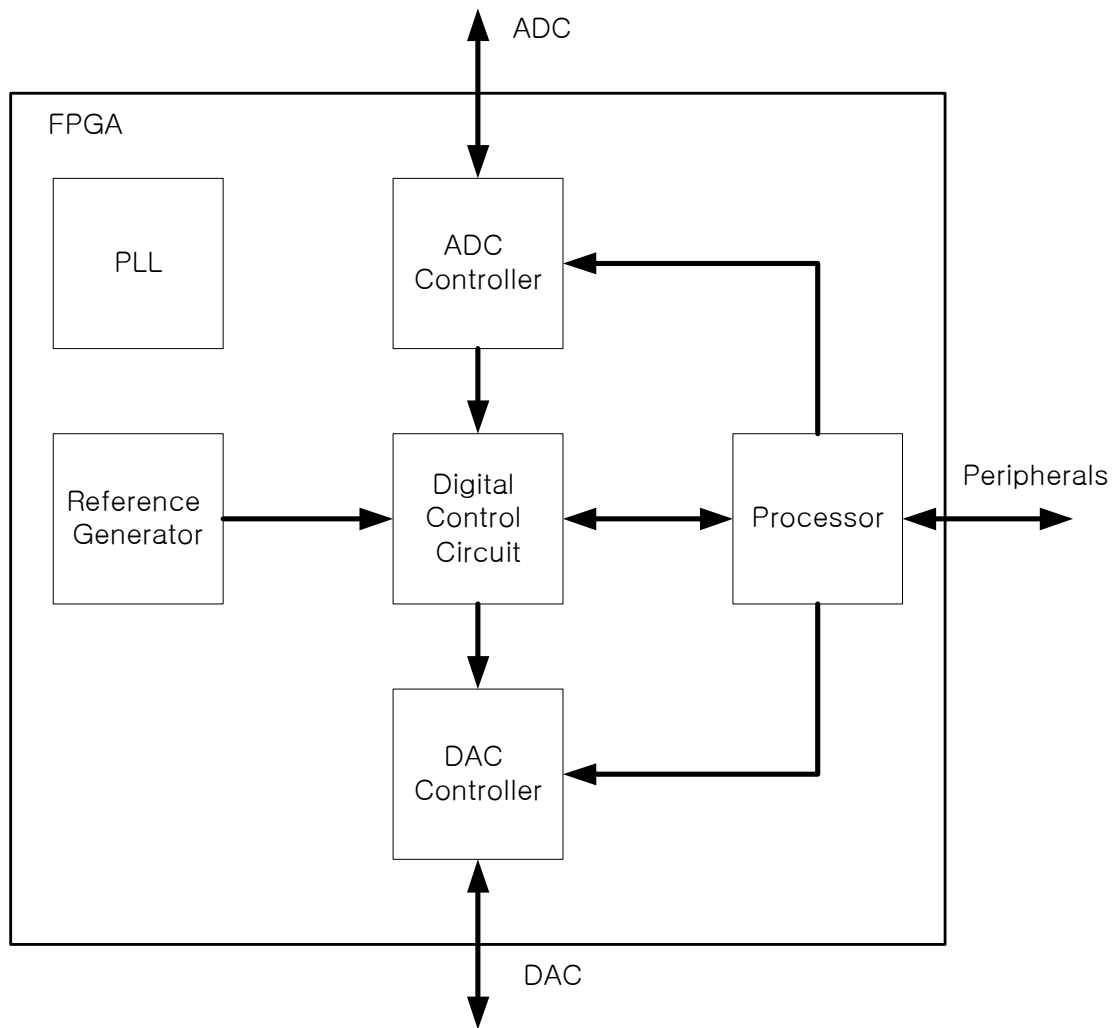 ADC
FPGA
PLL
ADC
Controller
Reference
Generator
Digital
Control
Circuit
Processor
Peripherals
DAC
Controller
DAC